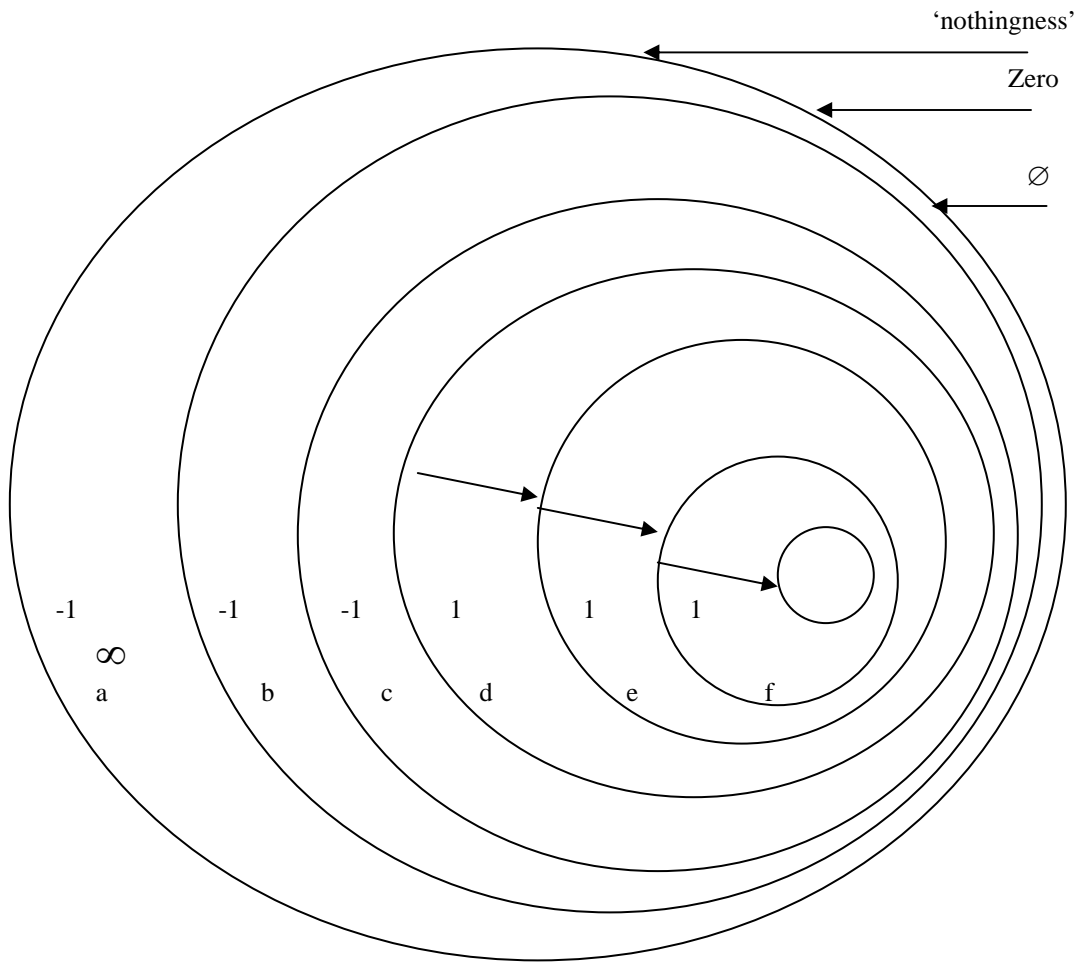 ‘nothingness’
Zero
∅
-1 -1 -1 1 1 1
∞
a b c d e f